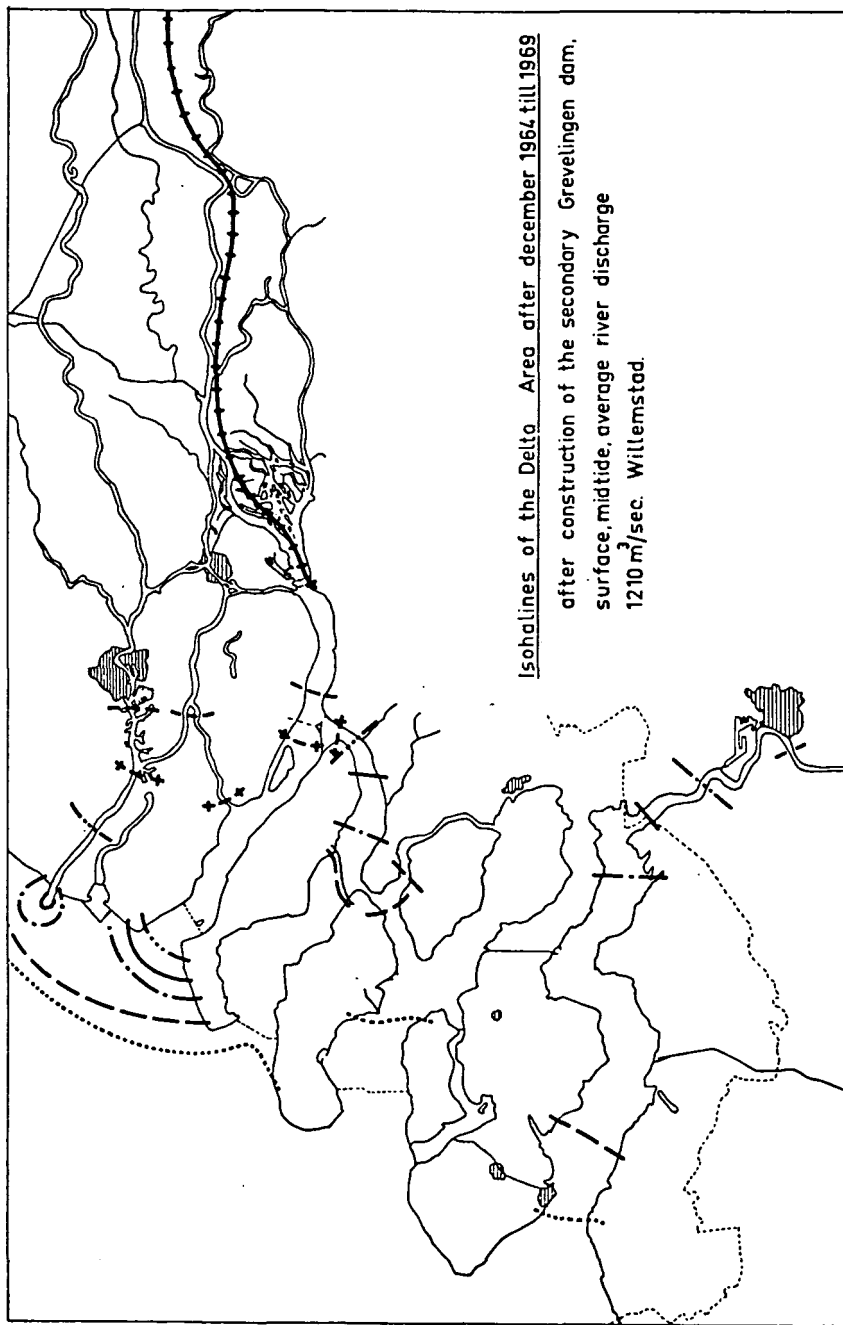 Isohalines of the Delta Area after december 1964 till 1969
after construction of the secondary Grevelingen dam,
surface, midtide, average river discharge
1210 m³/sec. Willemstad.